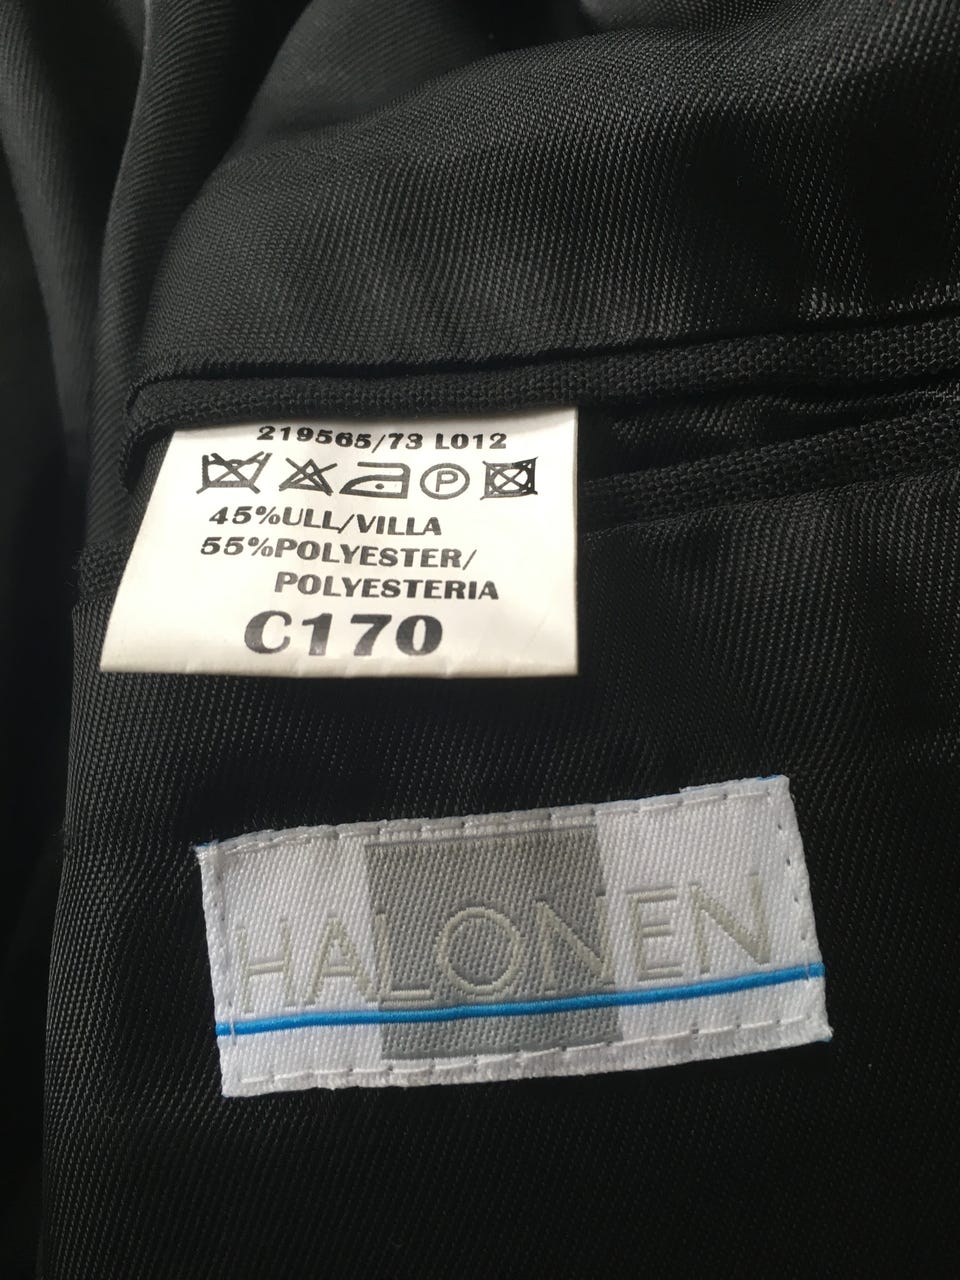 219565/73 L012
P
45%ULL/VILLA
55%POLYESTER/
POLYESTERIA
C170
HALONEN